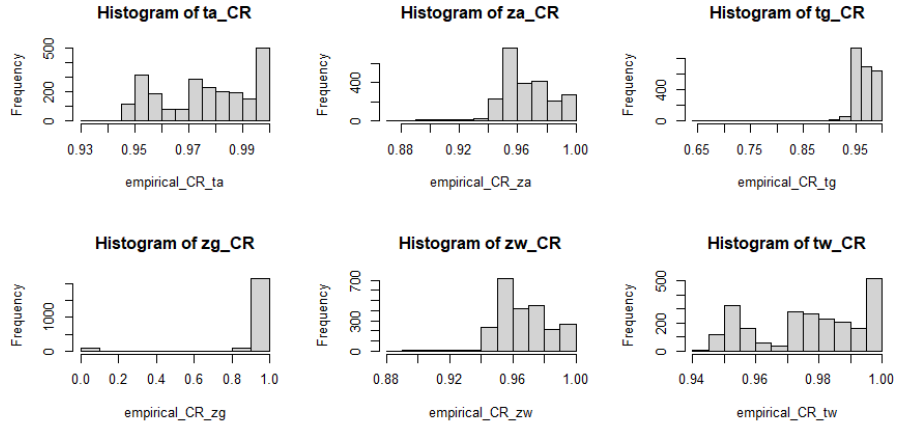 Histogram of ta_CR
Frequency
0 200 500
0.93 0.95 0.97 0.99
empirical_CR_ta
Histogram of za_CR
Frequency
0 400
0.88 0.92 0.96 1.00
empirical_CR_za
Histogram of tg_CR
Frequency
0 400
0.65 0.75 0.85 0.95
empirical_CR_tg
Histogram of zg_CR
Frequency
0 1000
0.0 0.2 0.4 0.6 0.8 1.0
empirical_CR_zg
Histogram of zw_CR
Frequency
0 300 700
0.88 0.92 0.96 1.00
empirical_CR_zw
Histogram of tw_CR
Frequency
0 200 500
0.94 0.96 0.98 1.00
empirical_CR_tw